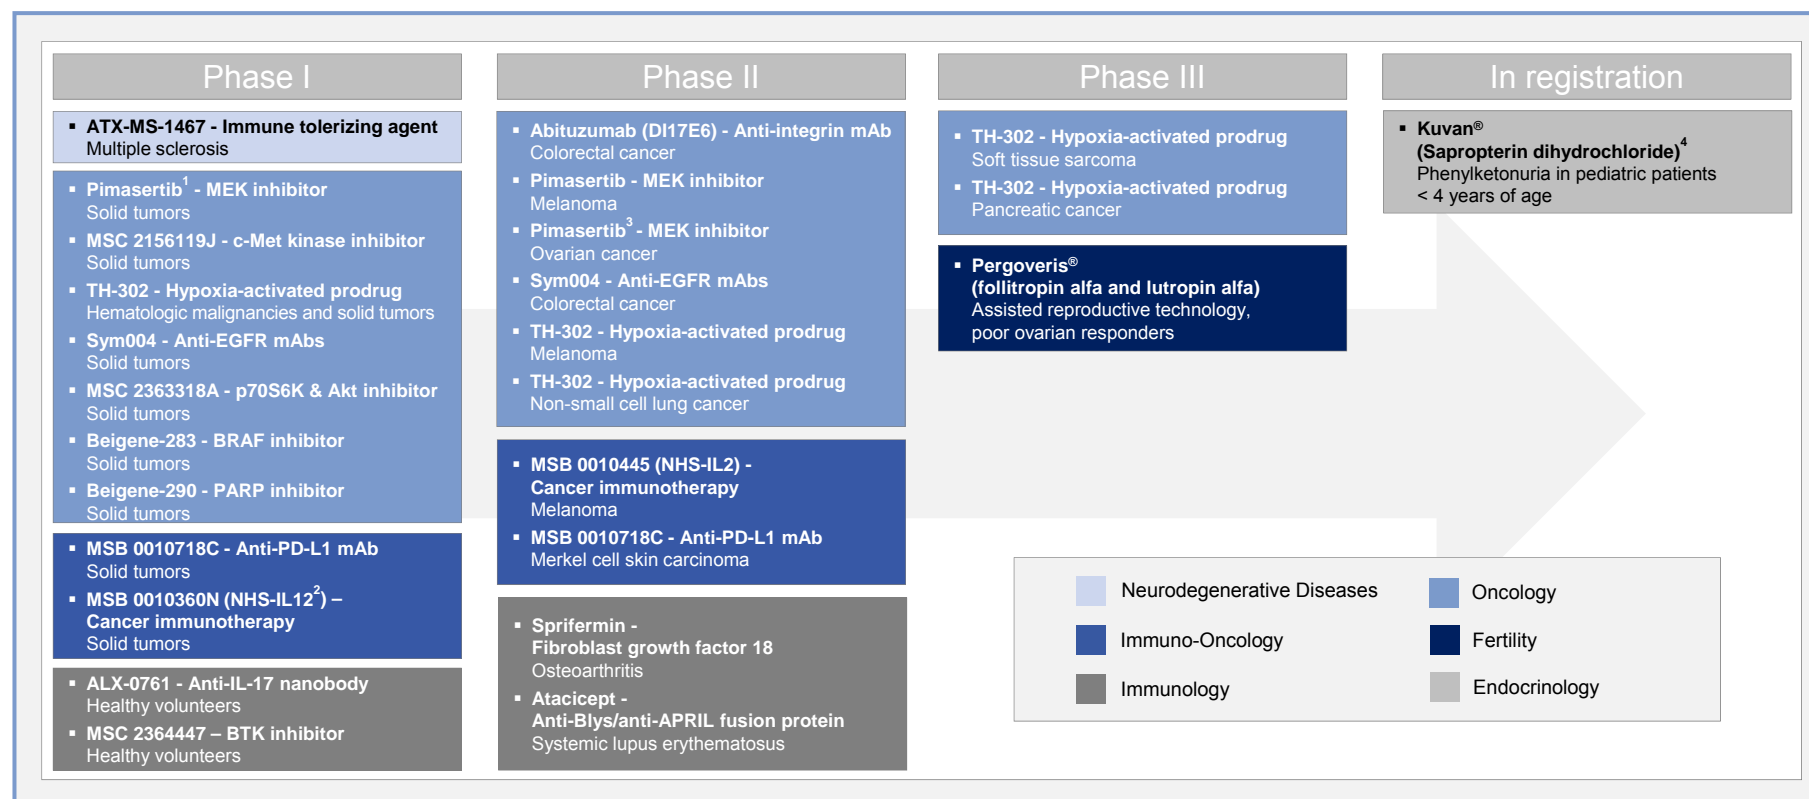 Phase I
▪ ATX-MS-1467 - Immune tolerizing agent
Multiple sclerosis
▪ Pimasertib¹ - MEK inhibitor
Solid tumors
▪ MSC 2156119J - c-Met kinase inhibitor
Solid tumors
▪ TH-302 - Hypoxia-activated prodrug
Hematologic malignancies and solid tumors
▪ Sym004 - Anti-EGFR mAbs
Solid tumors
▪ MSC 2363318A - p70S6K & Akt inhibitor
Solid tumors
▪ Beigene-283 - BRAF inhibitor
Solid tumors
▪ Beigene-290 - PARP inhibitor
Solid tumors
▪ MSB 0010718C - Anti-PD-L1 mAb
Solid tumors
▪ MSB 0010360N (NHS-IL12²) –
Cancer immunotherapy
Solid tumors
▪ ALX-0761 - Anti-IL-17 nanobody
Healthy volunteers
▪ MSC 2364447 – BTK inhibitor
Healthy volunteers
Phase II
▪ Abituzumab (DI17E6) - Anti-integrin mAb
Colorectal cancer
▪ Pimasertib - MEK inhibitor
Melanoma
▪ Pimasertib³ - MEK inhibitor
Ovarian cancer
▪ Sym004 - Anti-EGFR mAbs
Colorectal cancer
▪ TH-302 - Hypoxia-activated prodrug
Melanoma
▪ TH-302 - Hypoxia-activated prodrug
Non-small cell lung cancer
▪ MSB 0010445 (NHS-IL2) -
Cancer immunotherapy
Melanoma
▪ MSB 0010718C - Anti-PD-L1 mAb
Merkel cell skin carcinoma
▪ Sprifermin -
Fibroblast growth factor 18
Osteoarthritis
▪ Atacicept -
Anti-Blys/anti-APRIL fusion protein
Systemic lupus erythematosus
Phase III
▪ TH-302 - Hypoxia-activated prodrug
Soft tissue sarcoma
▪ TH-302 - Hypoxia-activated prodrug
Pancreatic cancer
▪ Pergoveris®
(follitropin alfa and lutropin alfa)
Assisted reproductive technology,
poor ovarian responders
In registration
▪ Kuvan®
(Sapropterin dihydrochloride)⁴
Phenylketonuria in pediatric patients
< 4 years of age
Neurodegenerative Diseases
Oncology
Immuno-Oncology
Fertility
Immunology
Endocrinology